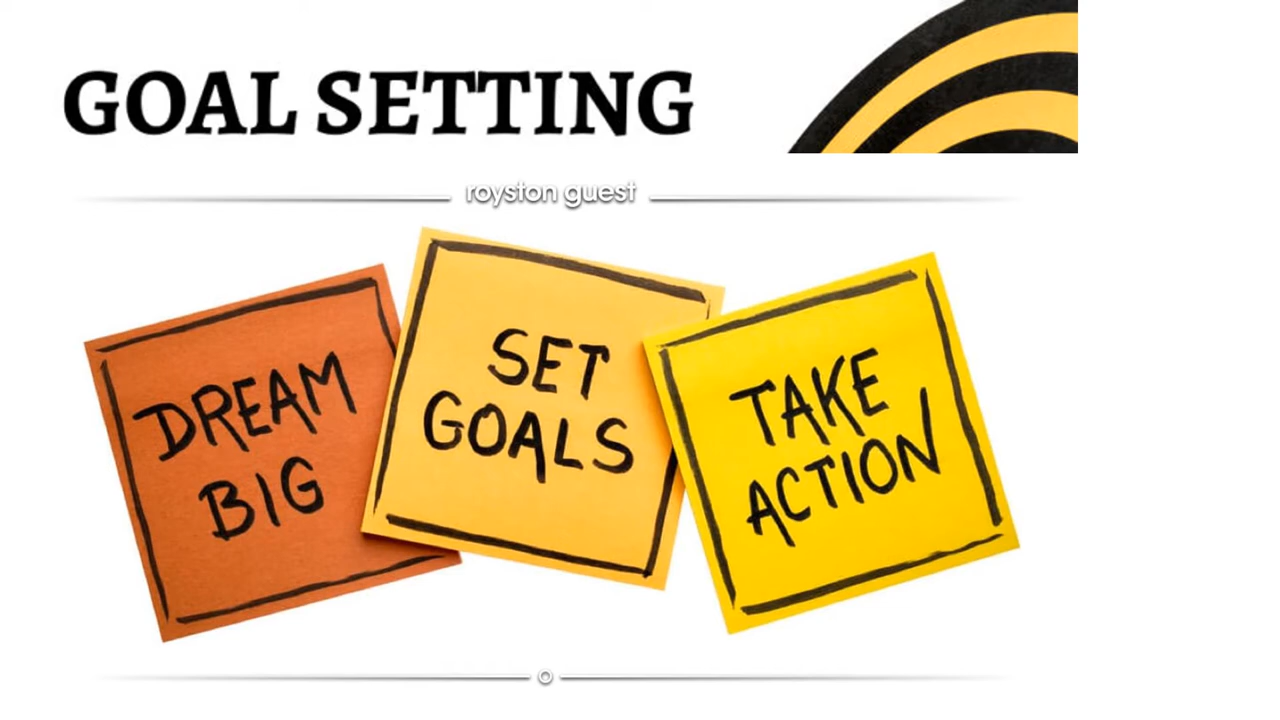 GOAL SETTING
royston guest
DREAM
BIG
SET
GOALS
TAKE
ACTION